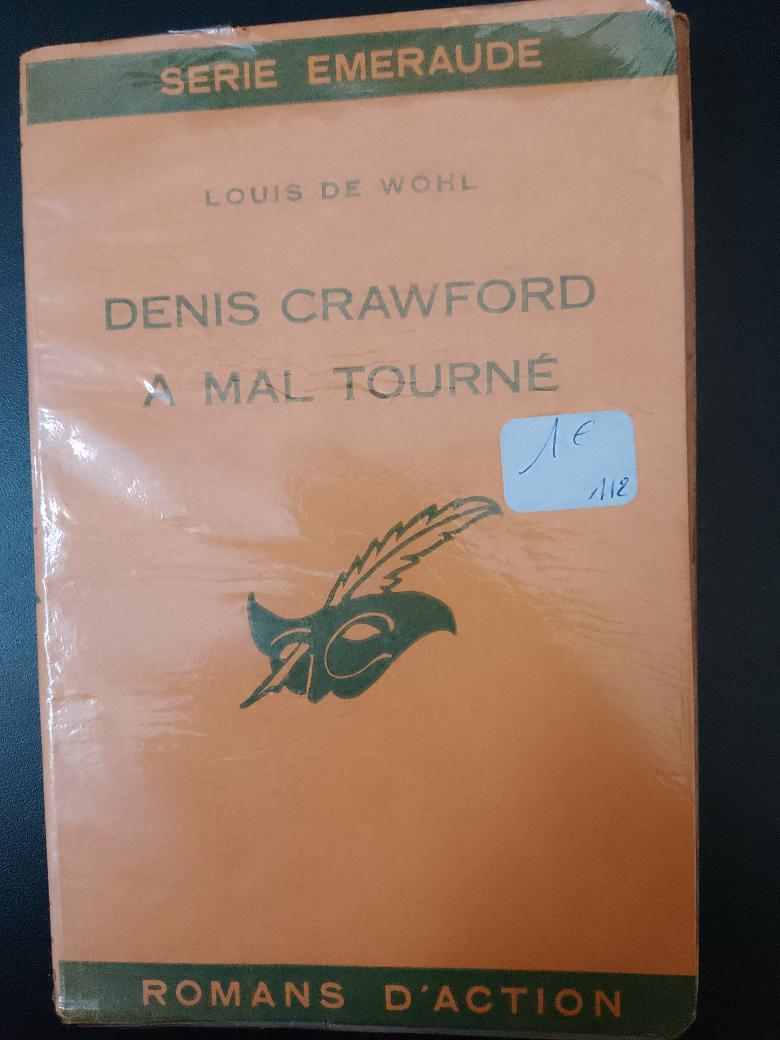 SERIE EMERAUDE
LOUIS DE WOHL
DENIS CRAWFORD
A MAL TOURNÉ
1€
112
ROMANS D'ACTION